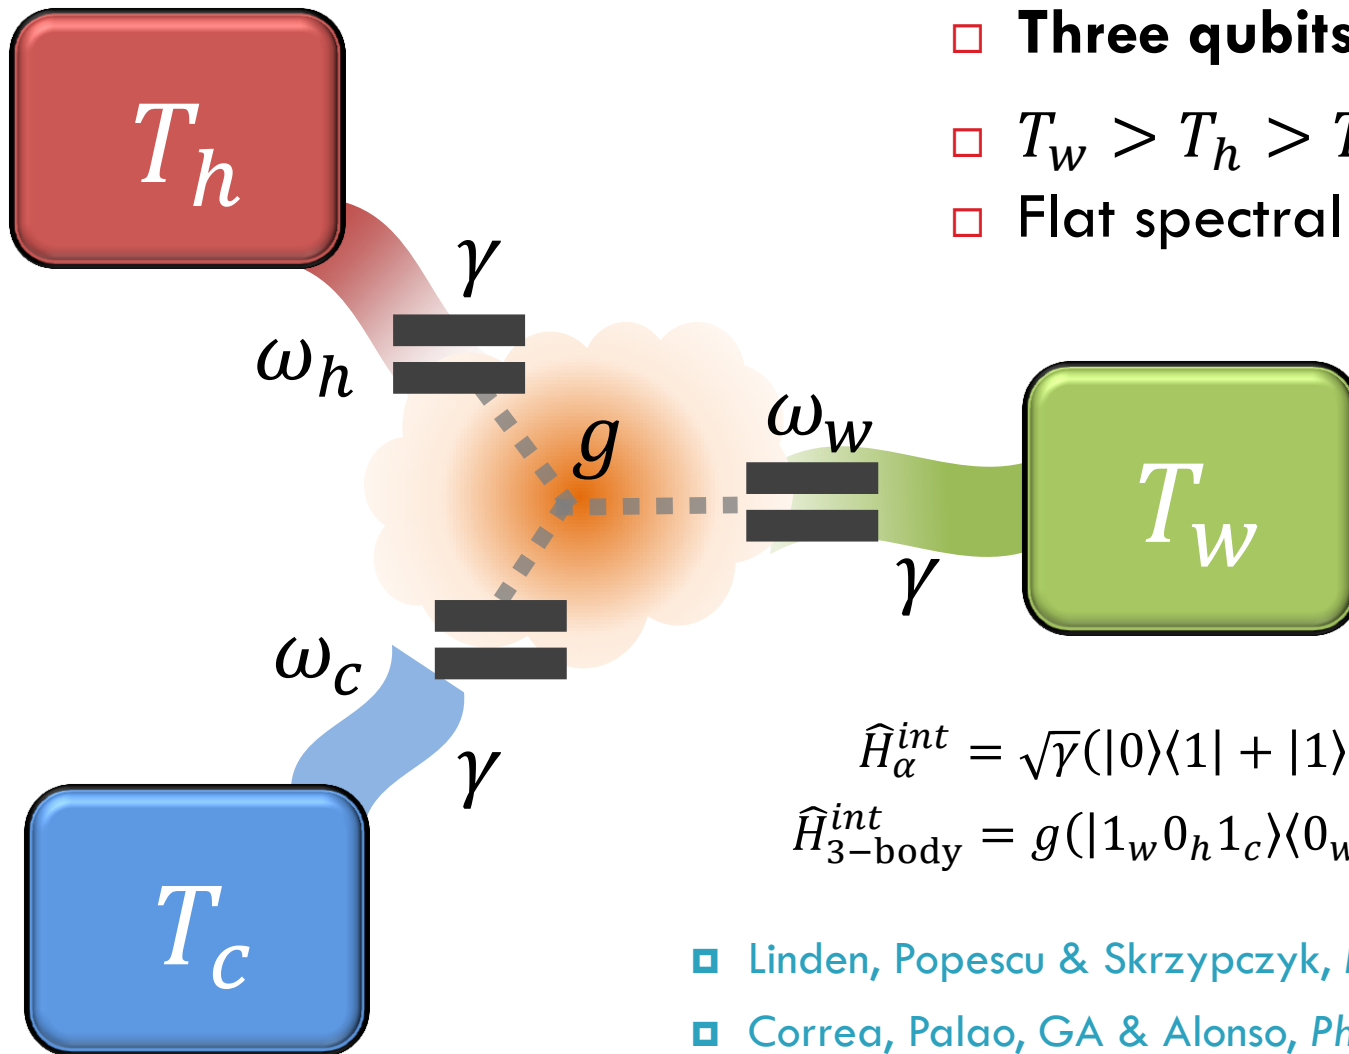 Three qubits
T_w > T_h >
Flat spectral
T_h
γ
ω_h
g
ω_w
T_w
γ
ω_c
γ
T_c
Ĥ_α^int = √γ(|0⟩⟨1| + |1⟩
Ĥ_3−body^int = g(|1_w 0_h 1_c⟩⟨0_w
Linden, Popescu & Skrzypczyk,
Correa, Palao, GA & Alonso, Ph